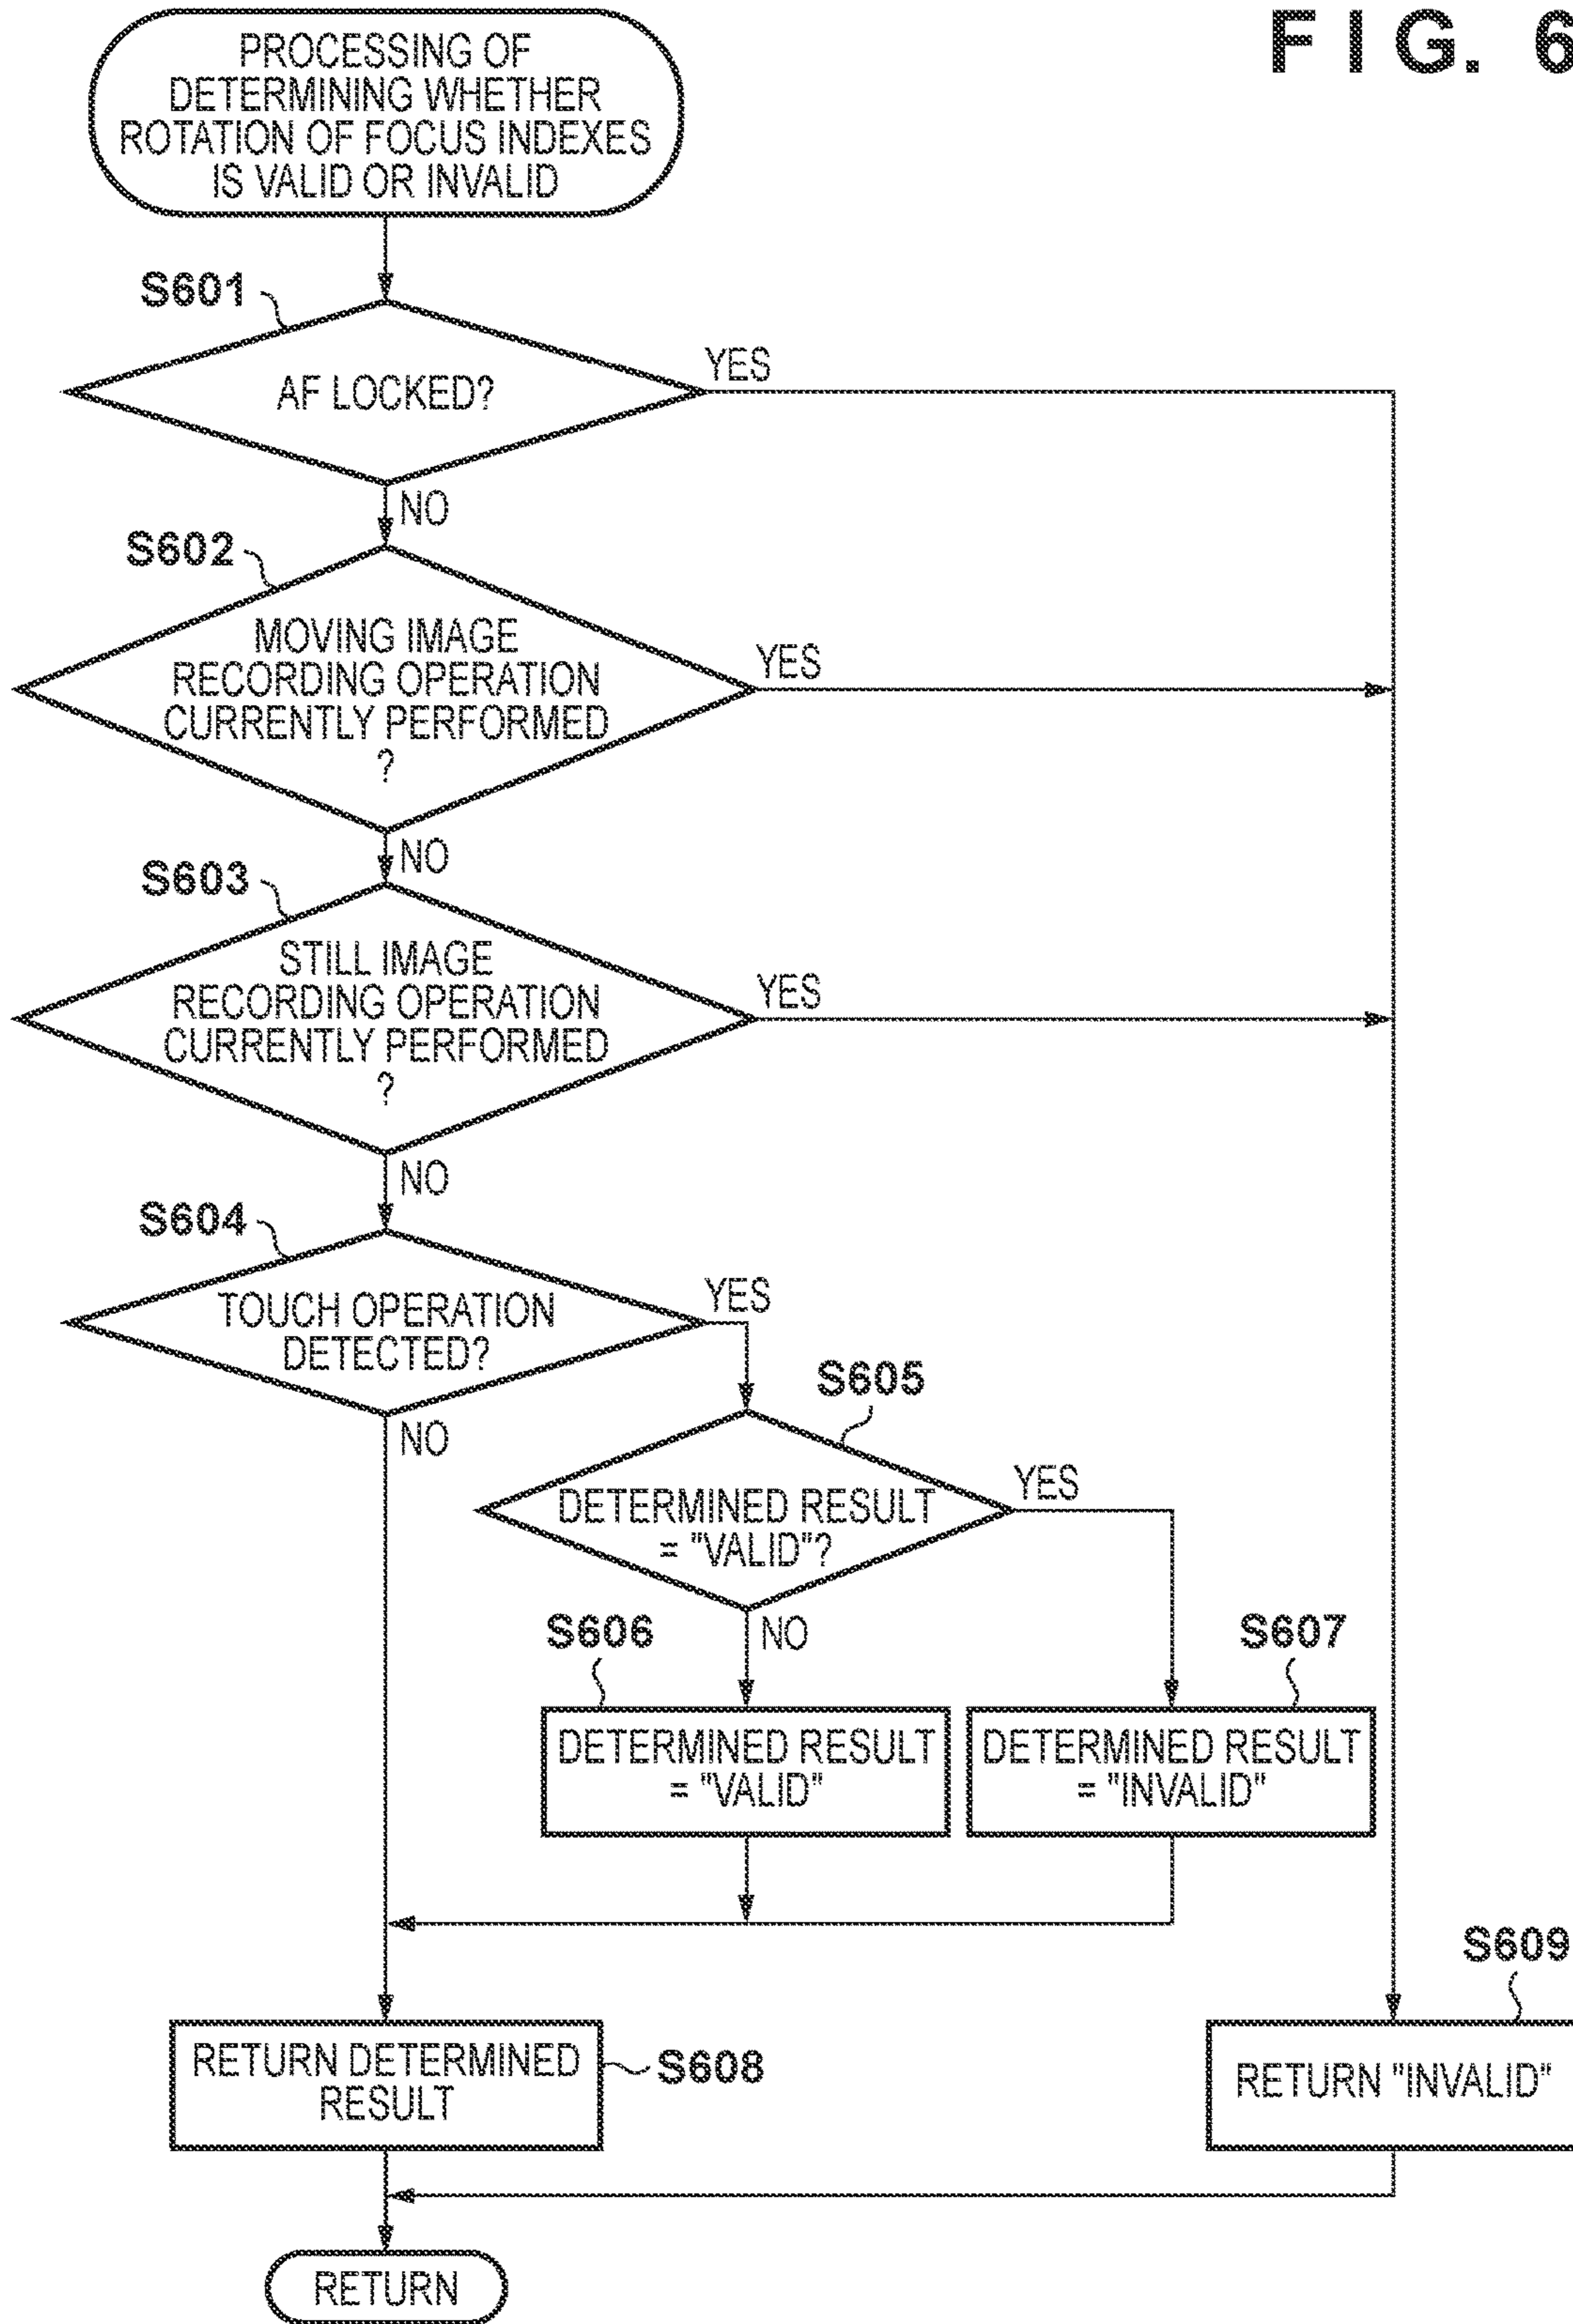 FIG. 6
PROCESSING OF
DETERMINING WHETHER
ROTATION OF FOCUS INDEXES
IS VALID OR INVALID
S601
AF LOCKED?
YES
NO
S602
MOVING IMAGE
RECORDING OPERATION
CURRENTLY PERFORMED
?
YES
NO
S603
STILL IMAGE
RECORDING OPERATION
CURRENTLY PERFORMED
?
YES
NO
S604
TOUCH OPERATION
DETECTED?
YES
NO
S605
DETERMINED RESULT
= "VALID"?
YES
NO
S606
DETERMINED RESULT
= "VALID"
S607
DETERMINED RESULT
= "INVALID"
RETURN DETERMINED
RESULT
S608
S609
RETURN "INVALID"
RETURN